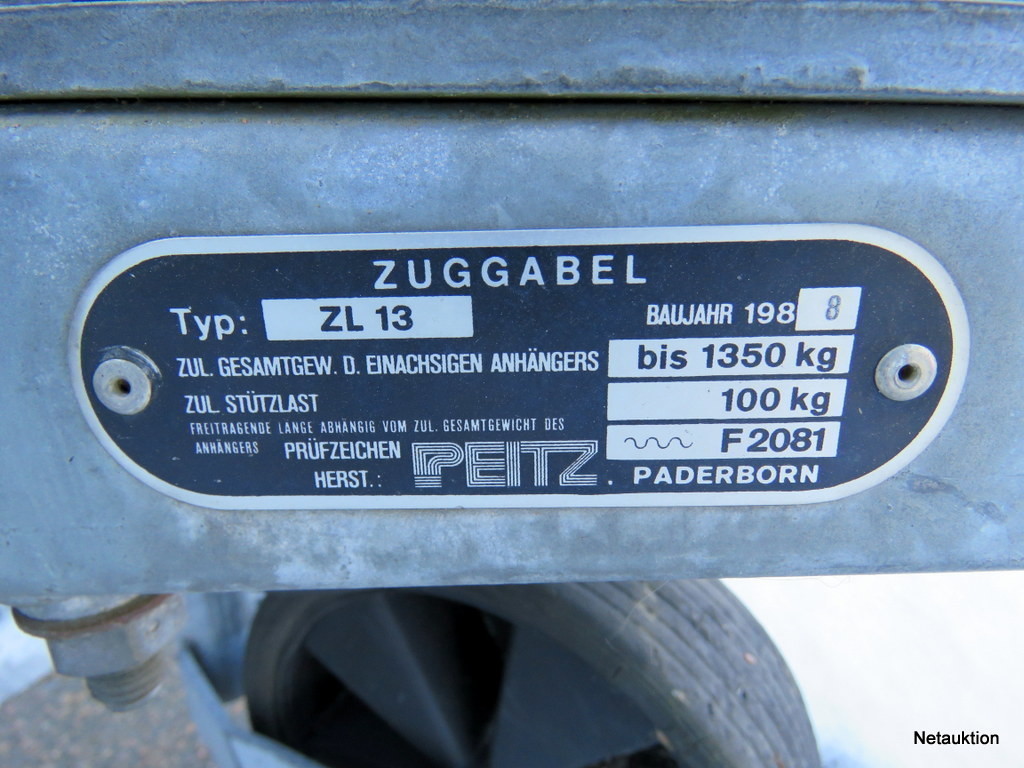 ZUGGABEL
Typ: ZL 13 BAUJAHR 198 8
ZUL. GESAMTGEW. D. EINACHSIGEN ANHÄNGERS bis 1350 kg
ZUL. STÜTZLAST 100 kg
FREITRAGENDE LANGE ABHÄNGIG VOM ZUL. GESAMTGEWICHT DES
ANHÄNGERS PRÜFZEICHEN F 2081
HERST.: PEITZ. PADERBORN
Netauktion